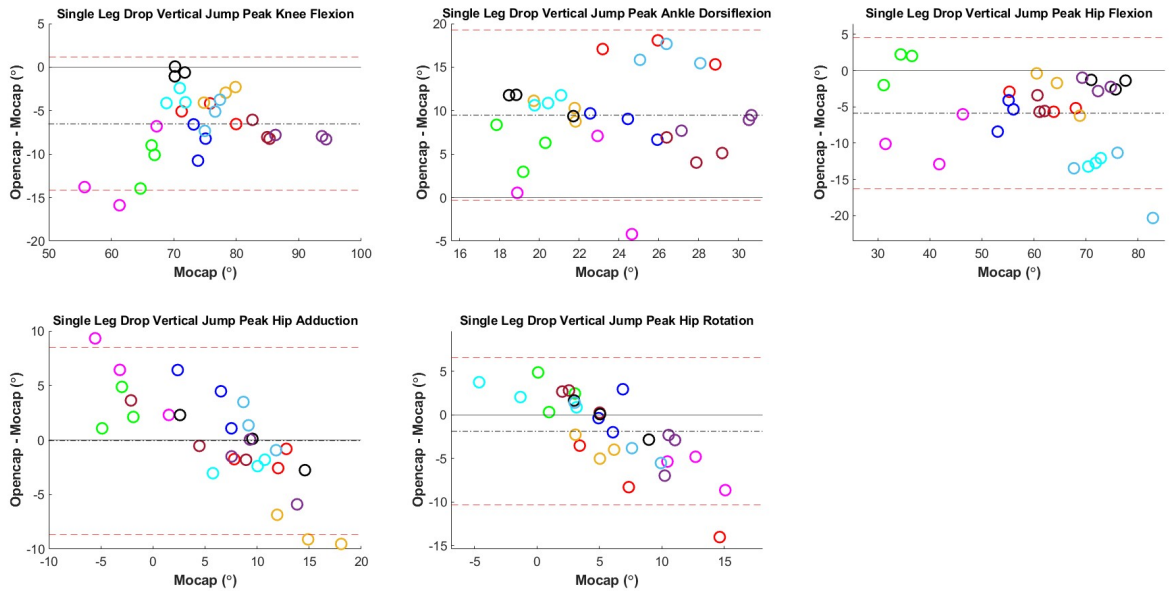 Single Leg Drop Vertical Jump Peak Knee Flexion
Opencap - Mocap (°)
5
0
-5
-10
-15
-20
50 60 70 80 90 100
Mocap (°)
Single Leg Drop Vertical Jump Peak Ankle Dorsiflexion
Opencap - Mocap (°)
20
15
10
5
0
-5
16 18 20 22 24 26 28 30
Mocap (°)
Single Leg Drop Vertical Jump Peak Hip Flexion
Opencap - Mocap (°)
5
0
-5
-10
-15
-20
30 40 50 60 70 80
Mocap (°)
Single Leg Drop Vertical Jump Peak Hip Adduction
Opencap - Mocap (°)
10
5
0
-5
-10
-10 -5 0 5 10 15 20
Mocap (°)
Single Leg Drop Vertical Jump Peak Hip Rotation
Opencap - Mocap (°)
5
0
-5
-10
-15
-5 0 5 10 15
Mocap (°)